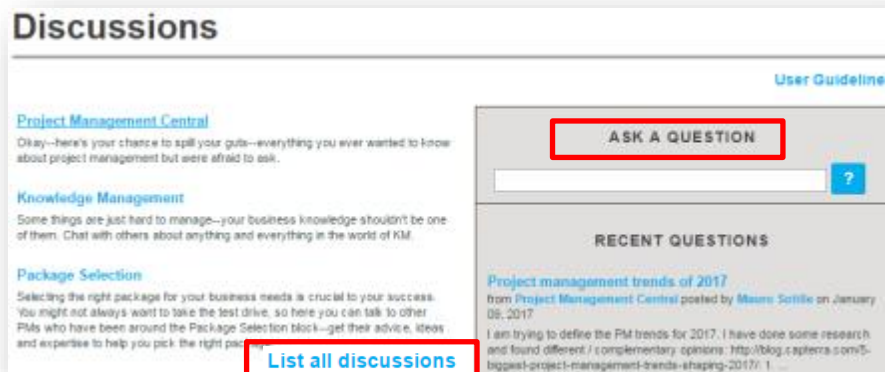 Discussions
User Guideline
Project Management Central
Okay--here's your chance to spill your guts--everything you ever wanted to know
about project management but were afraid to ask.
Knowledge Management
Some things are just hard to manage--your business knowledge shouldn't be one
of them. Chat with others about anything and everything in the world of KM.
Package Selection
Selecting the right package for your business needs is crucial to your success.
You might not always want to take the test drive, so here you can talk to other
PMs who have been around the Package Selection block--get their advice, ideas
and expertise to help you pick the right
List all discussions
ASK A QUESTION
?
RECENT QUESTIONS
Project management trends of 2017
from Project Management Central posted by Mauro Sotille on January
09, 2017
I am trying to define the PM trends for 2017. I have done some research
and found different / complementary opinions: http://blog.capterra.com/5-
biggest-project-management-trends-shaping-2017/: 1. ...